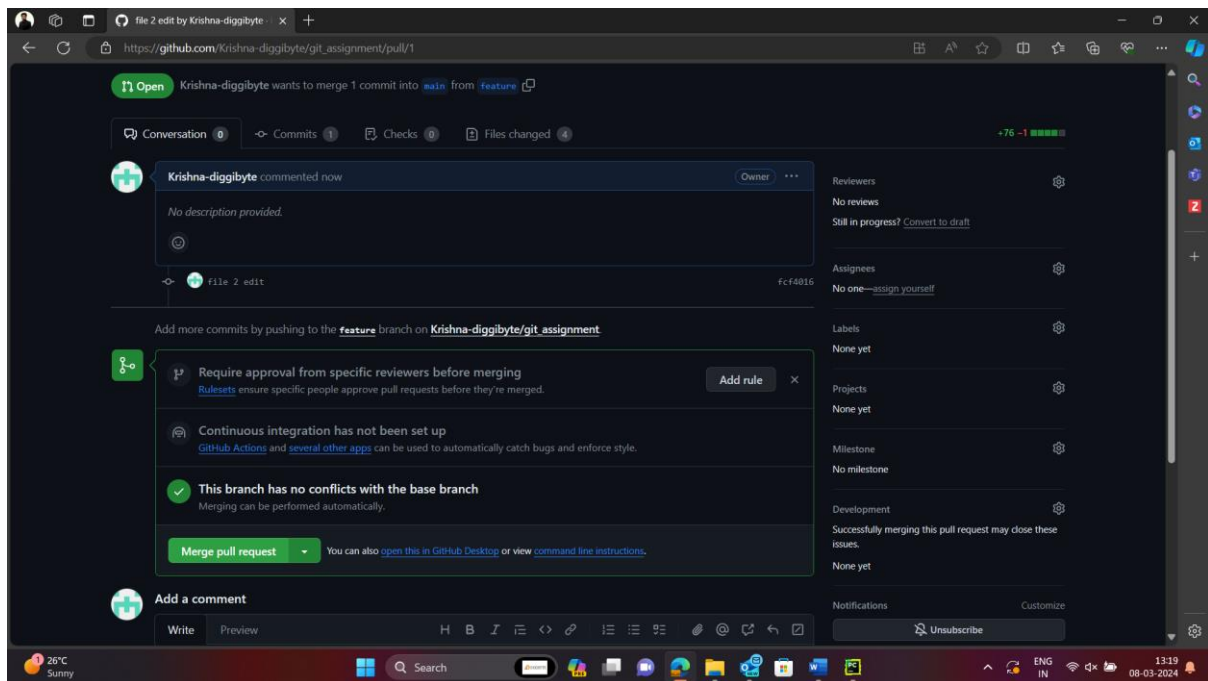 file 2 edit by Krishna-diggibyte
https://github.com/Krishna-diggibyte/git_assignment/pull/1
Open Krishna-diggibyte wants to merge 1 commit into main from feature
Conversation 0 Commits 1 Checks 0 Files changed 4
+76 −1
Krishna-diggibyte commented now Owner
No description provided.
file 2 edit fcf4016
Add more commits by pushing to the feature branch on Krishna-diggibyte/git_assignment.
Require approval from specific reviewers before merging
Rulesets ensure specific people approve pull requests before they're merged.
Add rule
Continuous integration has not been set up
GitHub Actions and several other apps can be used to automatically catch bugs and enforce style.
This branch has no conflicts with the base branch
Merging can be performed automatically.
Merge pull request You can also open this in GitHub Desktop or view command line instructions.
Add a comment
Write Preview
H B I
Reviewers
No reviews
Still in progress? Convert to draft
Assignees
No one—assign yourself
Labels
None yet
Projects
None yet
Milestone
No milestone
Development
Successfully merging this pull request may close these
issues.
None yet
Notifications Customize
Unsubscribe
1
26°C
Sunny
Search
ENG
IN
13:19
08-03-2024